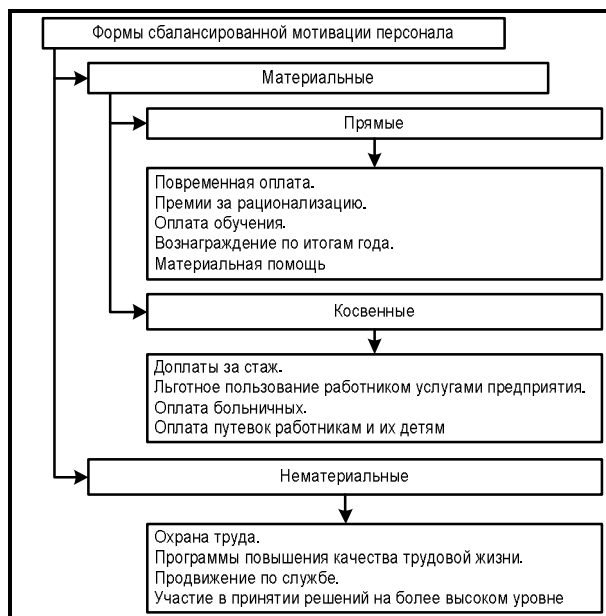 Формы сбалансированной мотивации персонала
Материальные
Прямые
Повременная оплата.
Премии за рационализацию.
Оплата обучения.
Вознаграждение по итогам года.
Материальная помощь
Косвенные
Доплаты за стаж.
Льготное пользование работником услугами предприятия.
Оплата больничных.
Оплата путевок работникам и их детям
Нематериальные
Охрана труда.
Программы повышения качества трудовой жизни.
Продвижение по службе.
Участие в принятии решений на более высоком уровне